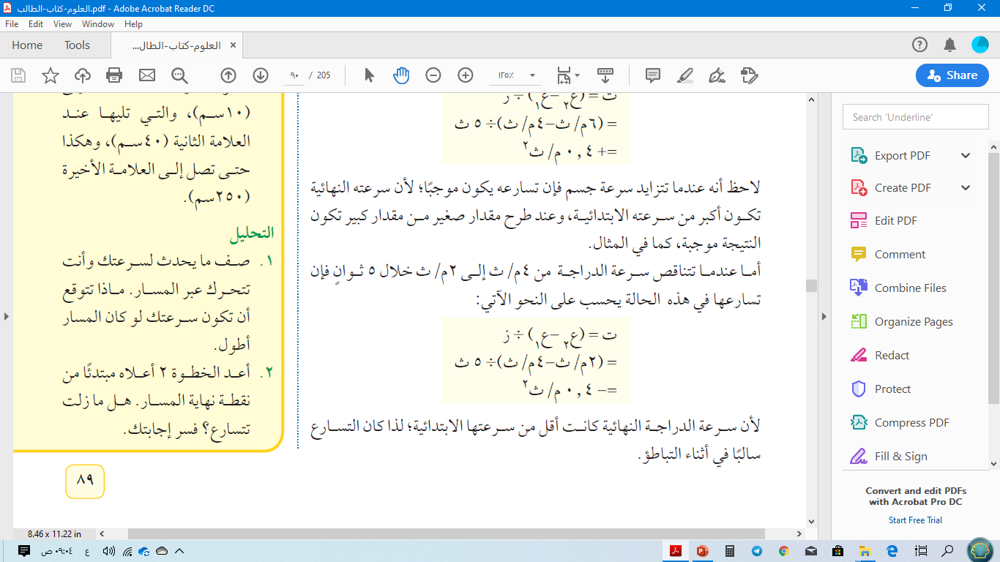 العلوم-كتاب-الطالب.pdf - Adobe Acrobat Reader DC
File Edit View Window Help
Home Tools العلوم-كتاب-الطال...
٩٠ / 205 ١٢٥٪ Share
ت = (ع٢ –ع١) ÷ ز
= (٦م/ ث–٤م/ ث)÷ ٥ ث
=+ ٠٫٤ م/ ث٢
لاحظ أنه عندما تتزايد سرعة جسم فإن تسارعه يكون موجبًا؛ لأن سرعته النهائية
تكون أكبر من سرعته الابتدائية، وعند طرح مقدار صغير من مقدار كبير تكون
النتيجة موجبة، كما في المثال.
أما عندما تتناقص سرعة الدراجة من ٤م/ ث إلى ٢م/ ث خلال ٥ ثوانٍ فإن
تسارعها في هذه الحالة يحسب على النحو الآتي:
ت = (ع٢ –ع١) ÷ ز
= (٢م/ ث–٤م/ ث)÷ ٥ ث
=– ٠٫٤ م/ ث٢
لأن سرعة الدراجة النهائية كانت أقل من سرعتها الابتدائية؛ لذا كان التسارع
سالبًا في أثناء التباطؤ.
(١٠سم)، والتي تليها عند
العلامة الثانية (٤٠سم)، وهكذا
حتى تصل إلى العلامة الأخيرة
(٢٥٠سم).
التحليل
١. صف ما يحدث لسرعتك وأنت
تتحرك عبر المسار. ماذا تتوقع
أن تكون سرعتك لو كان المسار
أطول.
٢. أعد الخطوة ٢ أعلاه مبتدئًا من
نقطة نهاية المسار. هل ما زلت
تتسارع؟ فسر إجابتك.
٨٩
Search 'Underline'
Export PDF
Create PDF
Edit PDF
Comment
Combine Files
Organize Pages
Redact
Protect
Compress PDF
Fill & Sign
Convert and edit PDFs
with Acrobat Pro DC
Start Free Trial
8.46 x 11.22 in
٠٩:٠٤ ص ع